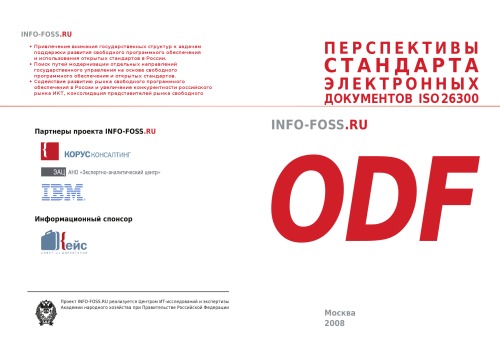 INFO-FOSS.RU
• Привлечение внимания государственных структур к задачам
поддержки развития свободного программного обеспечения
и использования открытых стандартов в России.
• Поиск путей модернизации отдельных направлений
государственного управления на основе свободного
программного обеспечения и открытых стандартов.
• Содействие развитию свободного программного
обеспечения в России и увеличение конкурентности российского
рынка ИКТ, консолидация представителей рынка свободного
Партнеры проекта INFO-FOSS.RU
КОРУСКОНСАЛТИНГ
ЭАЦ АНО «Экспертно-аналитический центр»
IBM
Информационный спонсор
Кейс
Проект INFO-FOSS.RU реализуется Центром ИТ-исследований и экспертизы
Академии народного хозяйства при Правительстве Российской Федерации
ПЕРСПЕКТИВЫ
СТАНДАРТА
ЭЛЕКТРОННЫХ
ДОКУМЕНТОВ ISO 26300
INFO-FOSS.RU
ODF
Москва
2008